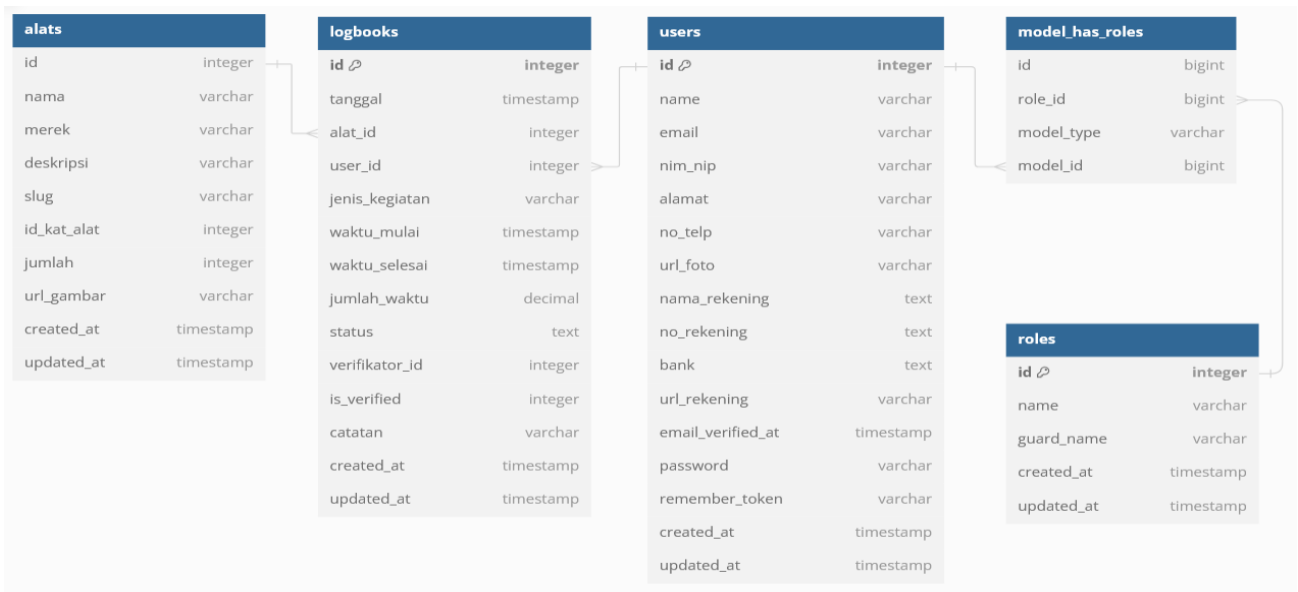 alats
id integer
nama varchar
merek varchar
deskripsi varchar
slug varchar
id_kat_alat integer
jumlah integer
url_gambar varchar
created_at timestamp
updated_at timestamp
logbooks
id integer
tanggal timestamp
alat_id integer
user_id integer
jenis_kegiatan varchar
waktu_mulai timestamp
waktu_selesai timestamp
jumlah_waktu decimal
status text
verifikator_id integer
is_verified integer
catatan varchar
created_at timestamp
updated_at timestamp
users
id integer
name varchar
email varchar
nim_nip varchar
alamat varchar
no_telp varchar
url_foto varchar
nama_rekening text
no_rekening text
bank text
url_rekening varchar
email_verified_at timestamp
password varchar
remember_token varchar
created_at timestamp
updated_at timestamp
model_has_roles
id bigint
role_id bigint
model_type varchar
model_id bigint
roles
id integer
name varchar
guard_name varchar
created_at timestamp
updated_at timestamp